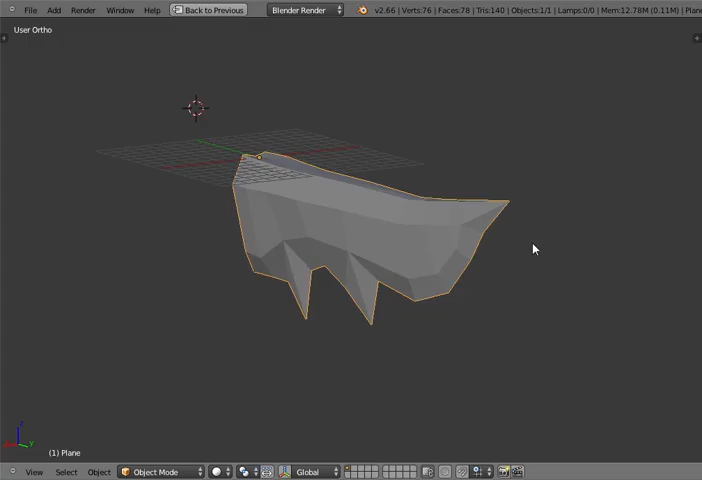 File Add Render Window Help Back to Previous Blender Render v2.66 | Verts:76 | Faces:78 | Tris:140 | Objects:1/1 | Lamps:0/0 | Mem:12.78M (0.11M) | Plan
User Ortho
z
y
(1) Plane
View Select Object Object Mode Global